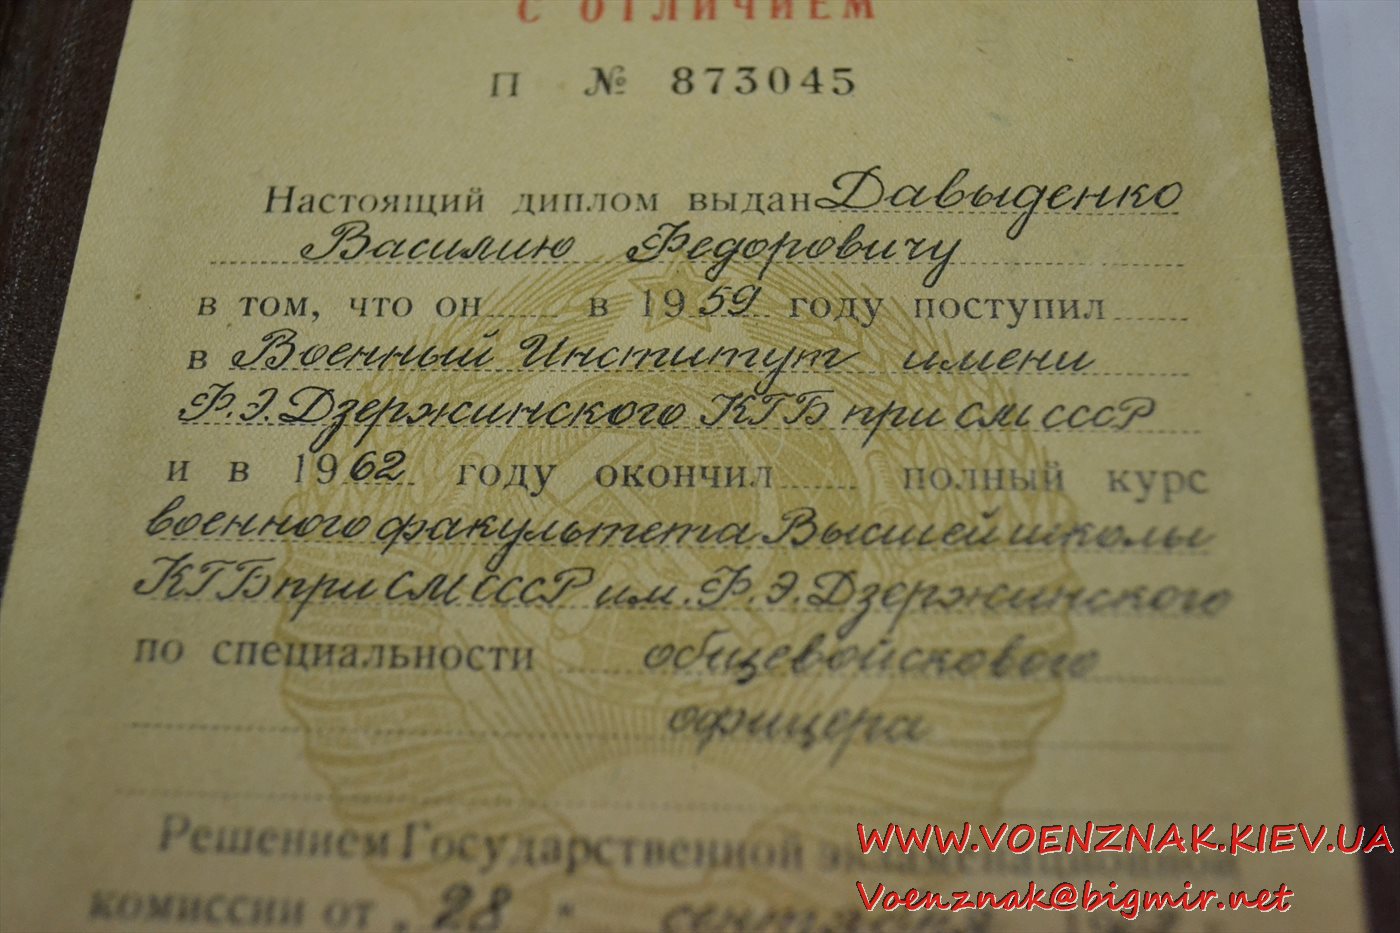 С ОТЛИЧИЕМ
П № 873045
Настоящий диплом выдан Давыденко
Василию Федоровичу
в том, что он в 1959 году поступил
в Военный Институт имени
Ф.Э.Дзержинского КГБ при СМ СССР
и в 1962 году окончил полный курс
военного факультета Высшей школы
КГБ при СМ СССР им. Ф.Э.Дзержинского
по специальности общевойскового
офицера
Решением Государственной экзаменационной
комиссии от „28" сентября
WWW.VOENZNAK.KIEV.UA
Voenznak@bigmir.net